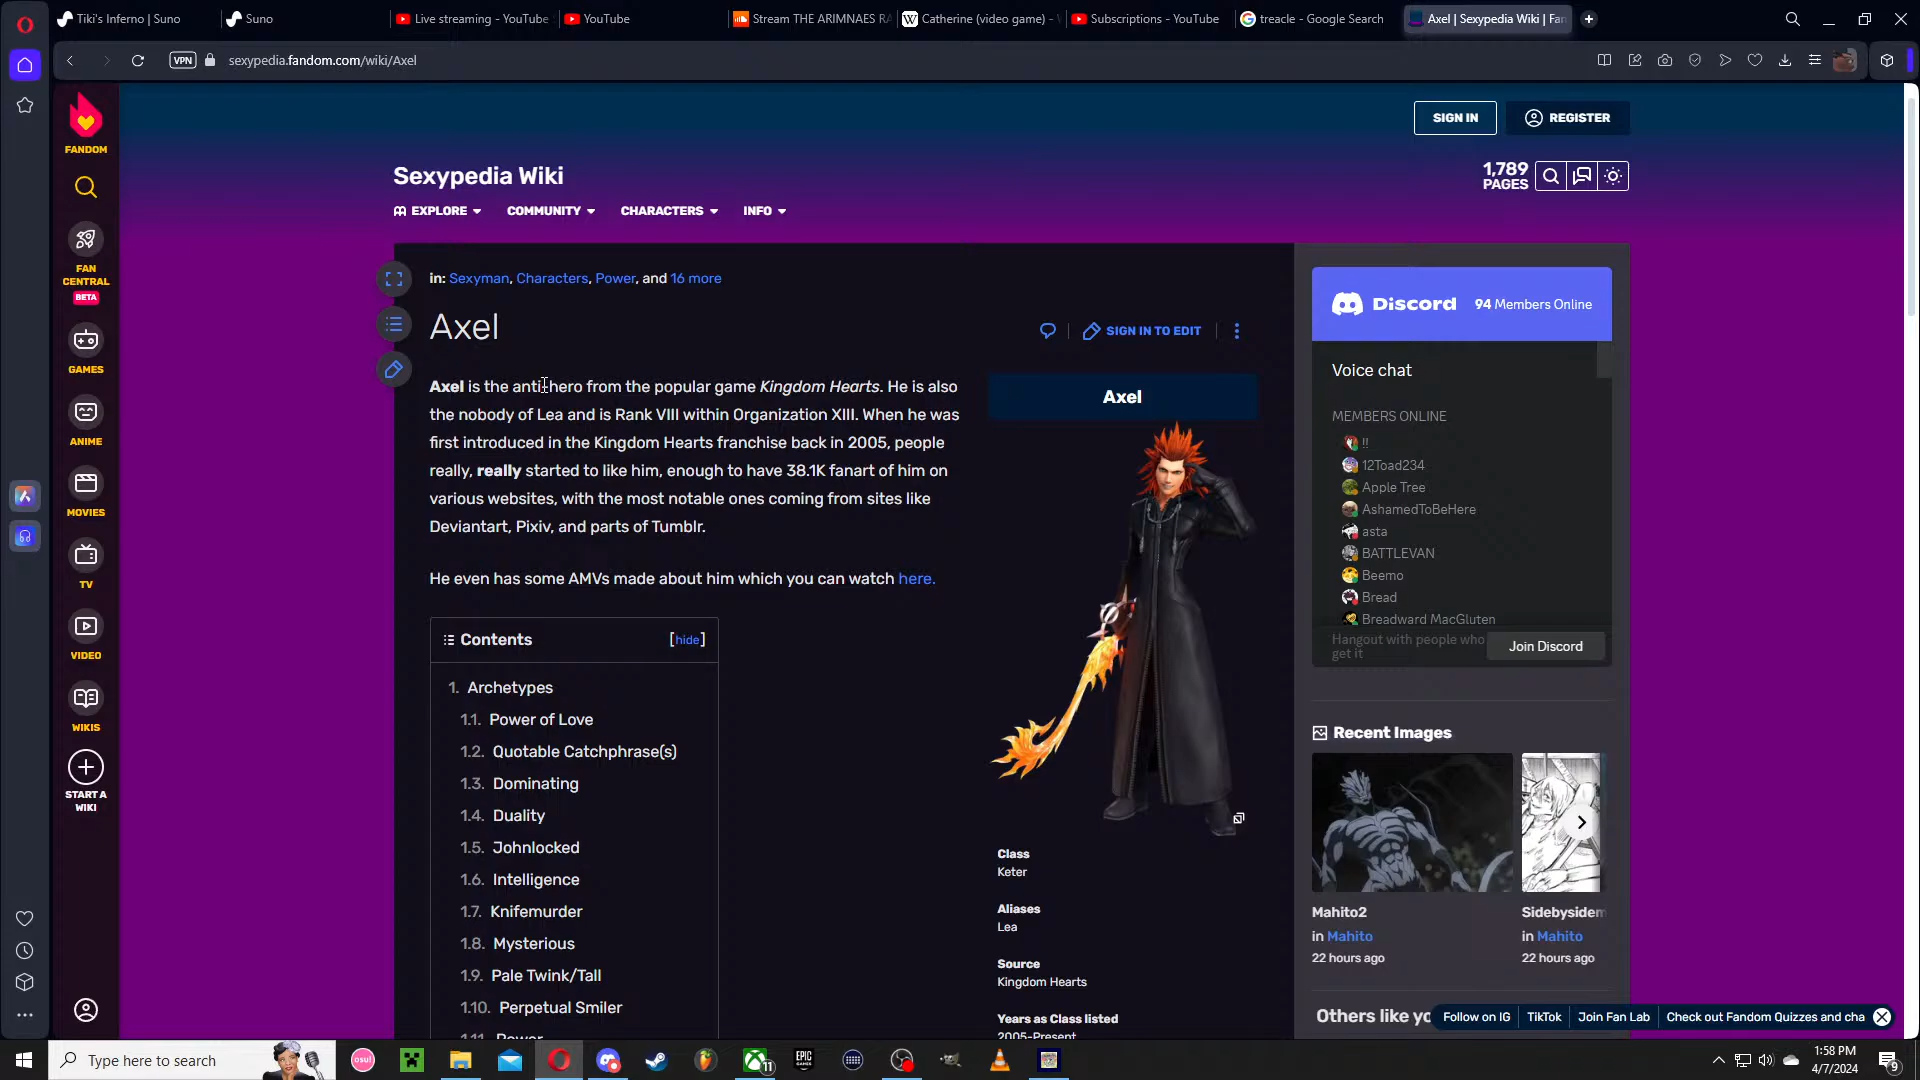 Tiki's Inferno | Suno
Suno
Live streaming - YouTube
YouTube
Stream THE ARIMNAES RA
Catherine (video game) -
Subscriptions - YouTube
treacle - Google Search
Axel | Sexypedia Wiki | Fan
VPN
sexypedia.fandom.com/wiki/Axel
SIGN IN
REGISTER
FANDOM
FAN CENTRAL
BETA
GAMES
ANIME
MOVIES
TV
VIDEO
WIKIS
START A WIKI
Sexypedia Wiki
1,789
PAGES
EXPLORE
COMMUNITY
CHARACTERS
INFO
in: Sexyman, Characters, Power, and 16 more
Axel
SIGN IN TO EDIT
Axel is the antihero from the popular game Kingdom Hearts. He is also
the nobody of Lea and is Rank VIII within Organization XIII. When he was
first introduced in the Kingdom Hearts franchise back in 2005, people
really, really started to like him, enough to have 38.1K fanart of him on
various websites, with the most notable ones coming from sites like
Deviantart, Pixiv, and parts of Tumblr.
He even has some AMVs made about him which you can watch here.
Contents [hide]
1. Archetypes
1.1. Power of Love
1.2. Quotable Catchphrase(s)
1.3. Dominating
1.4. Duality
1.5. Johnlocked
1.6. Intelligence
1.7. Knifemurder
1.8. Mysterious
1.9. Pale Twink/Tall
1.10. Perpetual Smiler
1.11. Power
Axel
Class
Keter
Aliases
Lea
Source
Kingdom Hearts
Years as Class listed
2005-Present
Discord
94 Members Online
Voice chat
MEMBERS ONLINE
!!
12Toad234
Apple Tree
AshamedToBeHere
asta
BATTLEVAN
Beemo
Bread
Breadward MacGluten
Hangout with people who
get it
Join Discord
Recent Images
Mahito2
in Mahito
22 hours ago
Sidebysidem
in Mahito
22 hours ago
Others like yo
Follow on IG
TikTok
Join Fan Lab
Check out Fandom Quizzes and cha
Type here to search
osu!
11
EPIC
GAMES
1:58 PM
4/7/2024
9